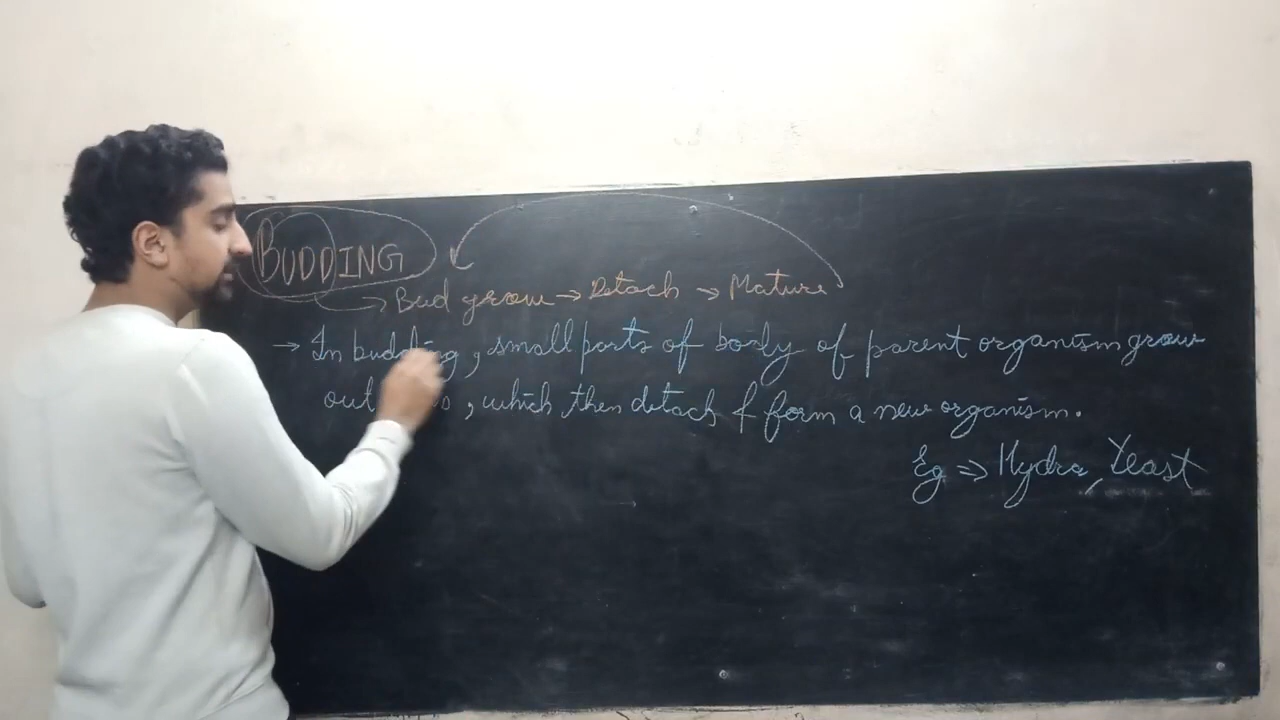 BUDDING
→ Bud grow → Detach → Mature
→ In budding, small parts of body of parent organism grow
out , which then detach & form a new organism.
Eg ⇒ Hydra, Yeast